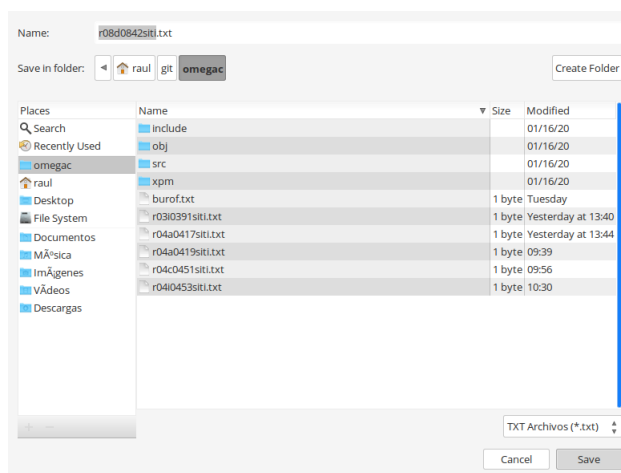 Name: r08d0842siti.txt
Save in folder: raul git omegac Create Folder
Places Name Size Modified
Search include 01/16/20
Recently Used obj 01/16/20
omegac src 01/16/20
raul xpm 01/16/20
Desktop burof.txt 1 byte Tuesday
File System r03i0391siti.txt 1 byte Yesterday at 13:40
Documentos r04a0417siti.txt 1 byte Yesterday at 13:44
MÃºsica r04a0419siti.txt 1 byte 09:39
ImÃ¡genes r04c0451siti.txt 1 byte 09:56
VÃ­deos r04i0453siti.txt 1 byte 10:30
Descargas
TXT Archivos (*.txt)
Cancel Save